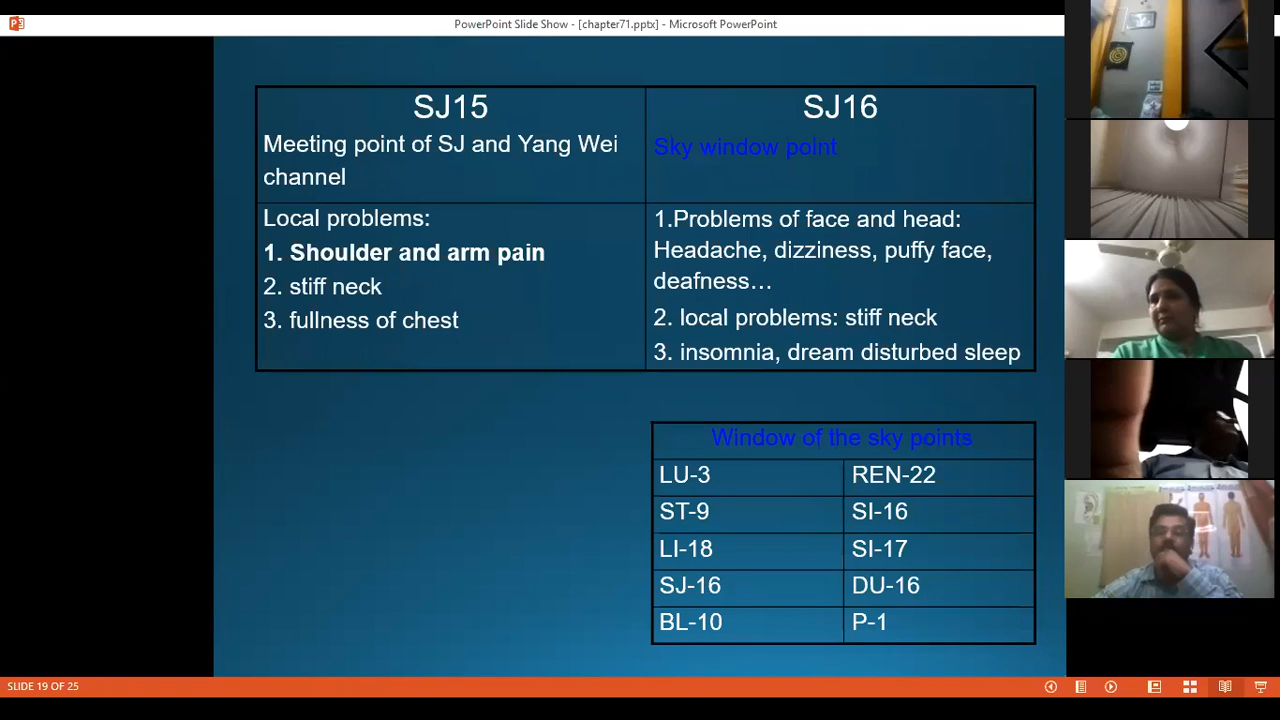 PowerPoint Slide Show - [chapter71.pptx] - Microsoft PowerPoint
SJ15
Meeting point of SJ and Yang Wei
channel
SJ16
Sky window point
Local problems:
1. Shoulder and arm pain
2. stiff neck
3. fullness of chest
1.Problems of face and head:
Headache, dizziness, puffy face,
deafness…
2. local problems: stiff neck
3. insomnia, dream disturbed sleep
Window of the sky points
LU-3 REN-22
ST-9 SI-16
LI-18 SI-17
SJ-16 DU-16
BL-10 P-1
SLIDE 19 OF 25